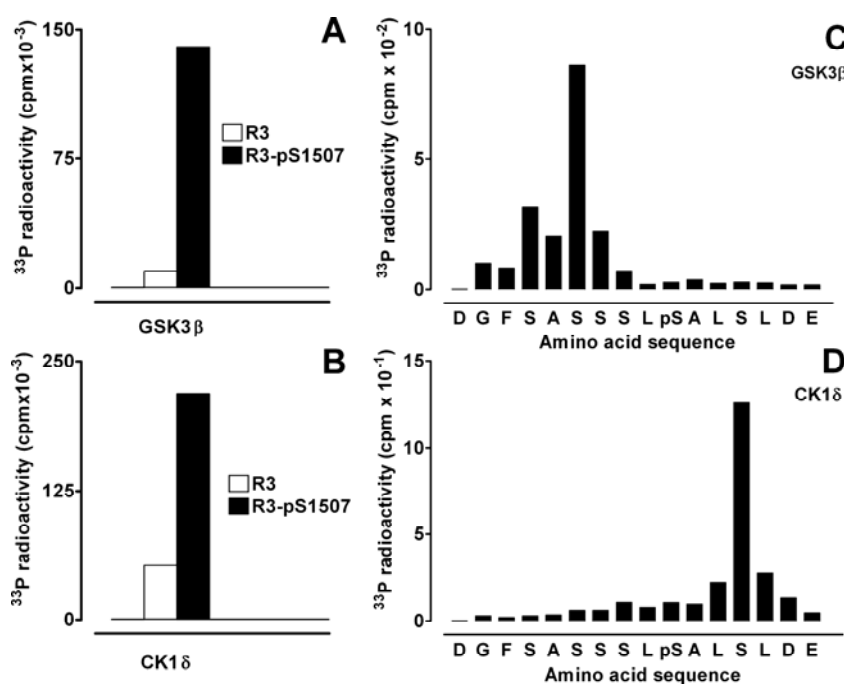 A
³³P radioactivity (cpmx10⁻³)
150
75
0
R3
R3-pS1507
GSK3β
B
³³P radioactivity (cpmx10⁻³)
250
125
0
R3
R3-pS1507
CK1δ
C
GSK3β
³³P radioactivity (cpm x 10⁻²)
10
5
0
D G F S A S S S L pS A L S L D E
Amino acid sequence
D
CK1δ
³³P radioactivity (cpm x 10⁻¹)
15
10
5
0
D G F S A S S S L pS A L S L D E
Amino acid sequence